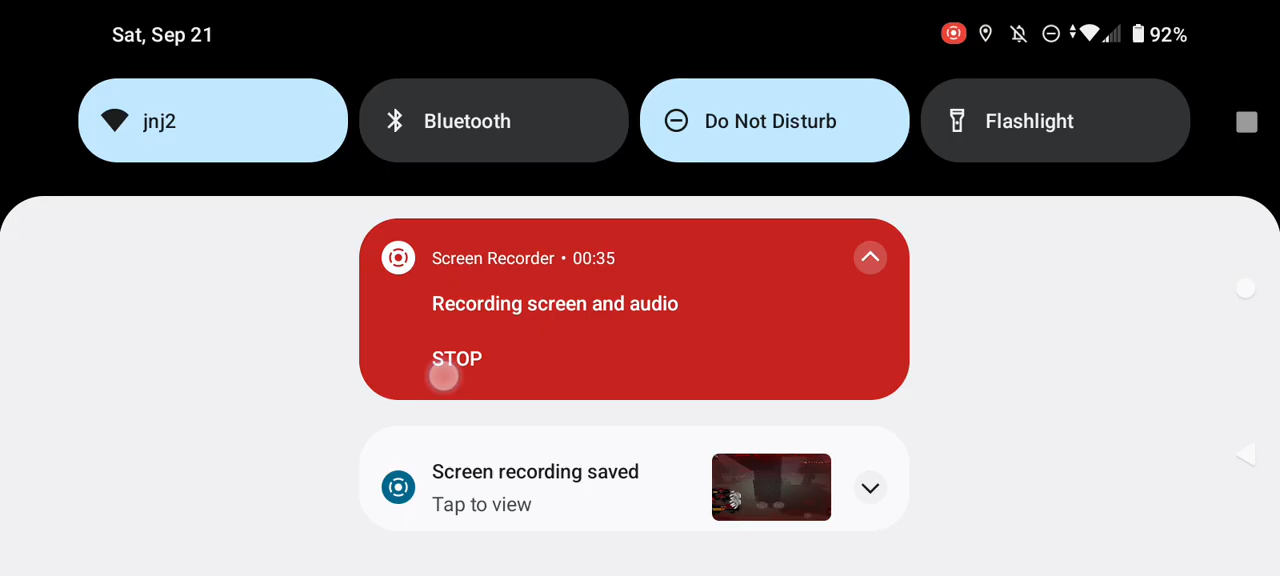 Sat, Sep 21
92%
jnj2
Bluetooth
Do Not Disturb
Flashlight
Screen Recorder • 00:35
Recording screen and audio
STOP
Screen recording saved
Tap to view